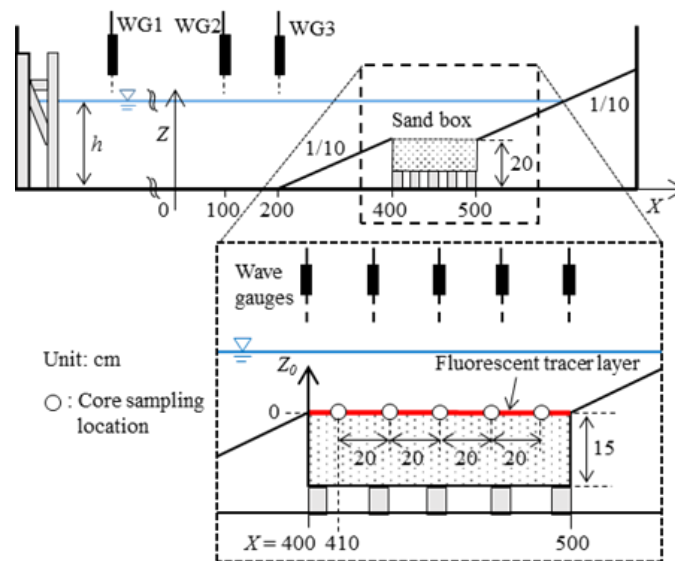 WG1
WG2
WG3
Sand box
1/10
h
Z
1/10
20
0
100
200
400
500
X
Wave
gauges
Unit: cm
Fluorescent tracer layer
Z0
: Core sampling
location
0
20
20
20
20
15
X = 400
410
500